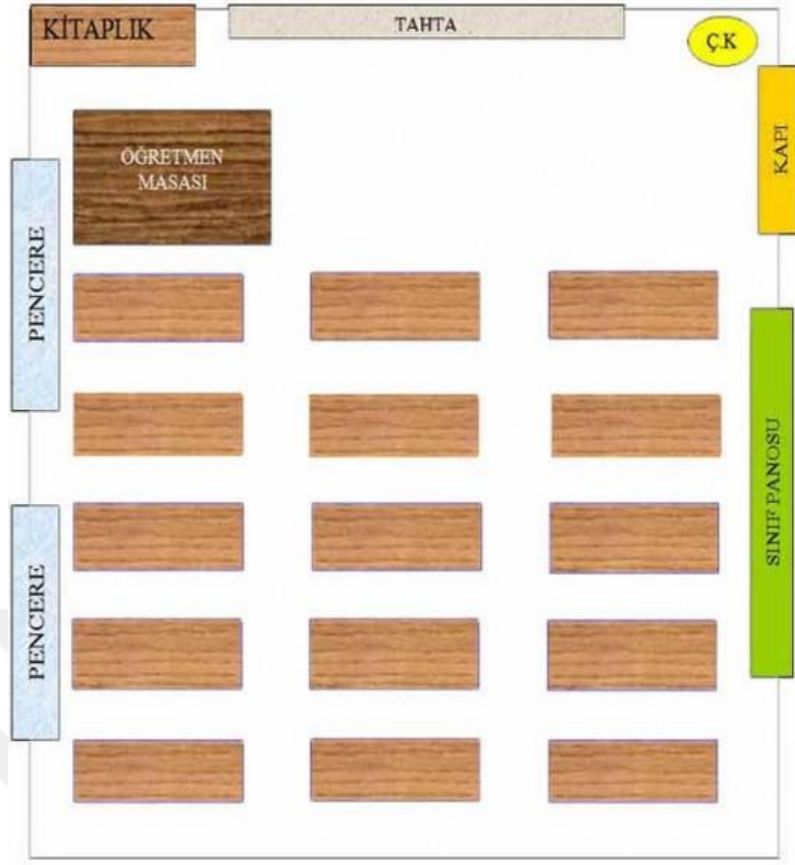 KİTAPLIK
TAHTA
Ç.K
KAPI
ÖĞRETMEN
MASASI
PENCERE
SINIF PANOSU
PENCERE